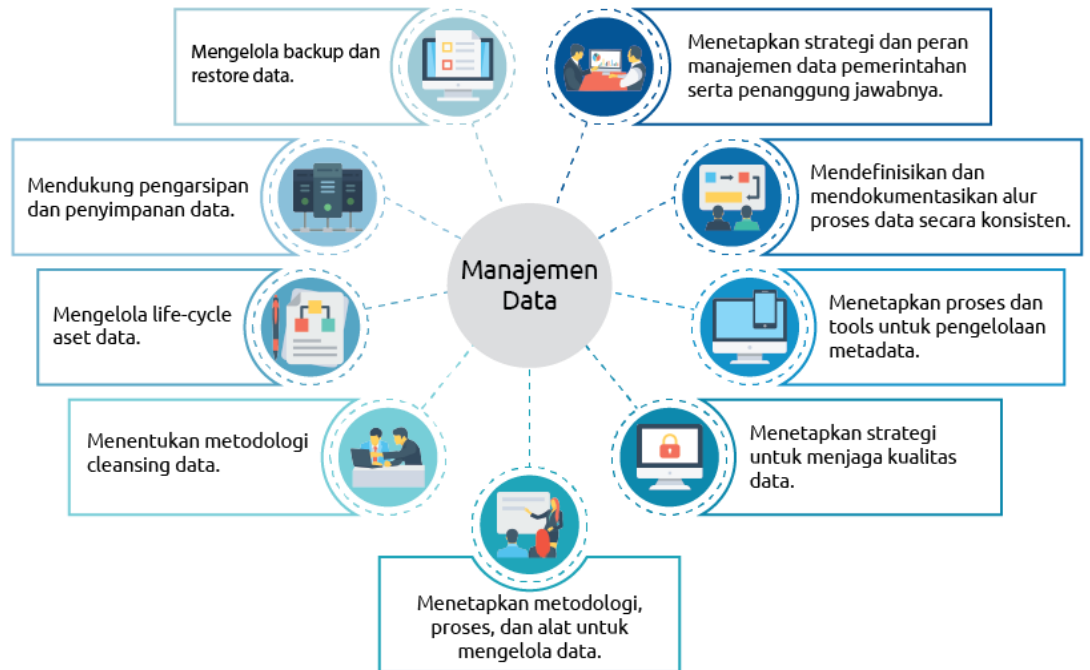 Mengelola backup dan
restore data.
Menetapkan strategi dan peran
manajemen data pemerintahan
serta penanggung jawabnya.
Mendukung pengarsipan
dan penyimpanan data.
Mendefinisikan dan
mendokumentasikan alur
proses data secara konsisten.
Manajemen
Data
Mengelola life-cycle
aset data.
Menetapkan proses dan
tools untuk pengelolaan
metadata.
Menentukan metodologi
cleansing data.
Menetapkan strategi
untuk menjaga kualitas
data.
Menetapkan metodologi,
proses, dan alat untuk
mengelola data.